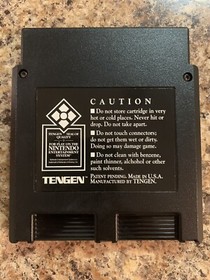 CAUTION
■ Do not store cartridge in very
hot or cold places. Never hit or
drop. Do not take apart.
■ Do not touch connectors;
do not get them wet or dirty.
Doing so may damage game.
■ Do not clean with benzene,
paint thinner, alcohol or other
such solvents.
TENGEN SEAL OF
QUALITY
FOR PLAY ON THE
NINTENDO
ENTERTAINMENT
SYSTEM
TENGEN
PATENT PENDING. MADE IN U.S.A.
MANUFACTURED BY TENGEN.